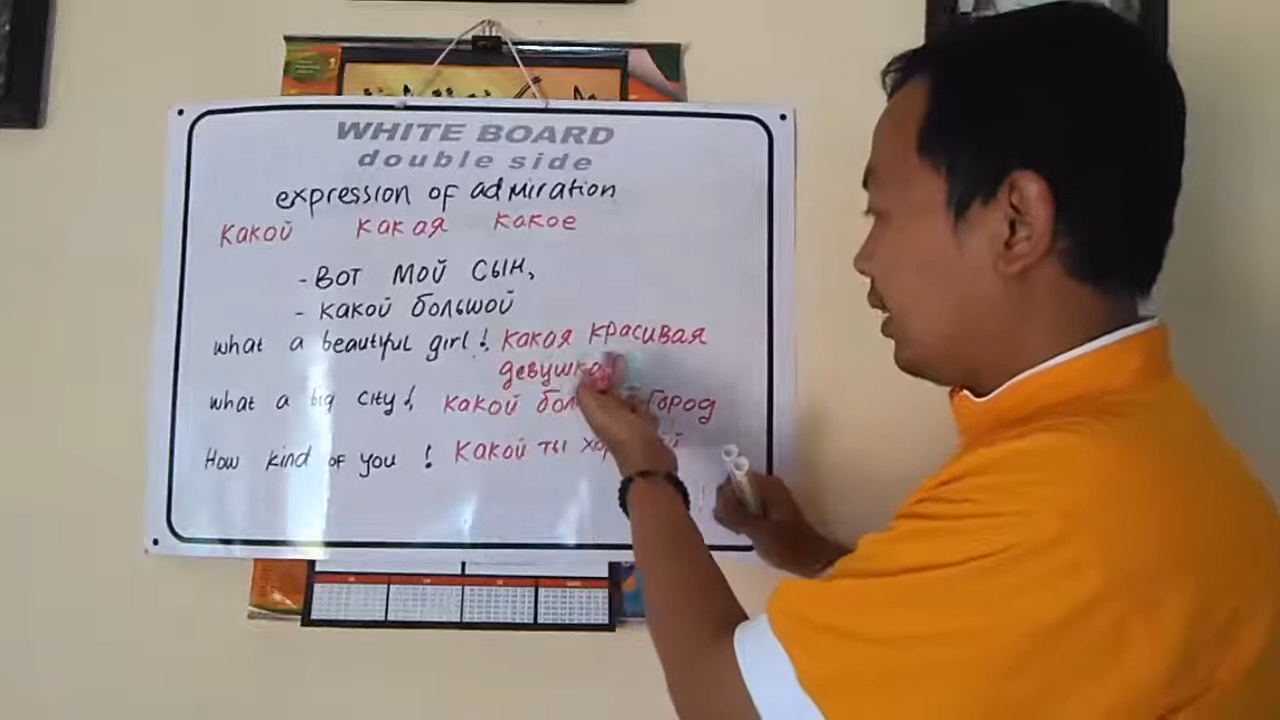 WHITE BOARD
double side
expression of admiration
какой какая какое
- Вот мой сын,
- какой большой
what a beautiful girl! какая красивая
девушка
what a big city! какой город
How kind of you! какой ты